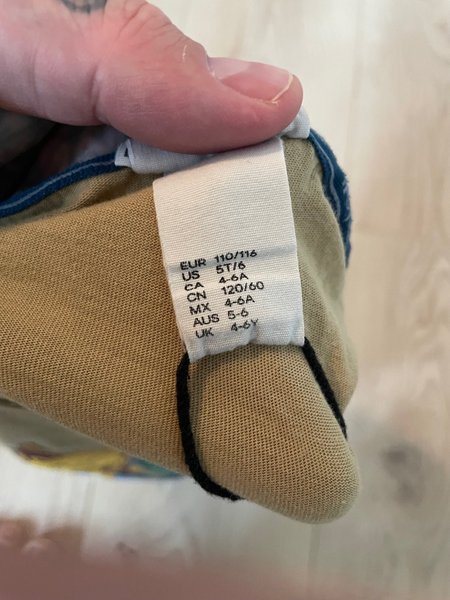 EUR 110/116
US 5T/6
CA 4-6A
CN 120/60
MX 4-6A
AUS 5-6
UK 4-6Y